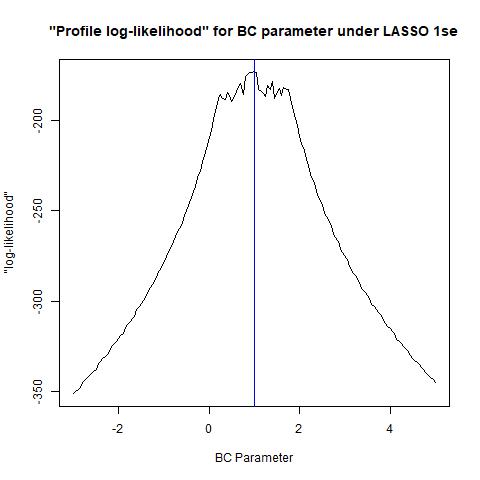 "Profile log-likelihood" for BC parameter under LASSO 1se
"log-likelihood"
-200
-250
-300
-350
-2
0
2
4
BC Parameter